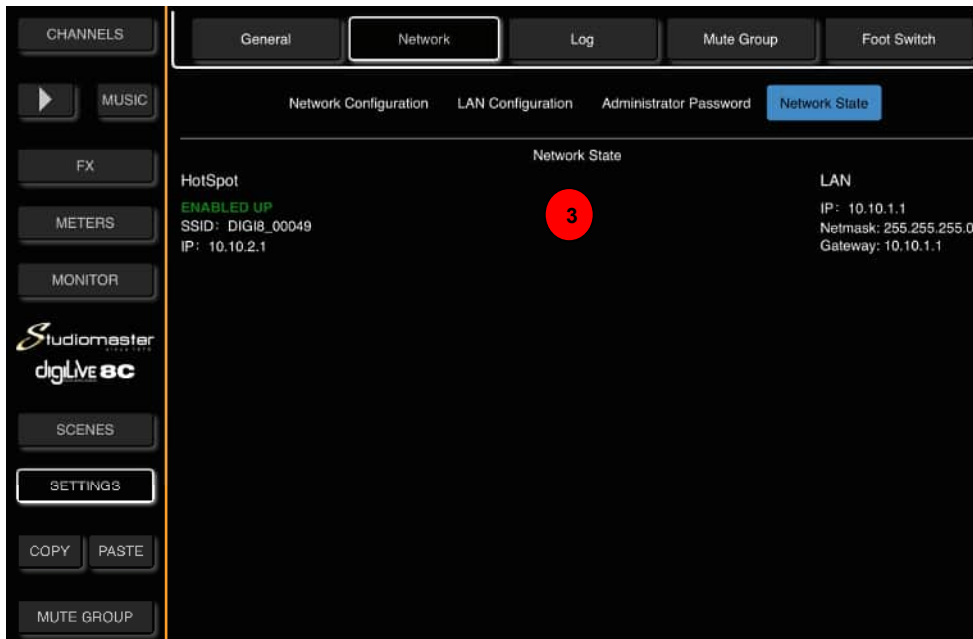 CHANNELS
General Network Log Mute Group Foot Switch
MUSIC
Network Configuration LAN Configuration Administrator Password Network State
Network State
FX
HotSpot
LAN
ENABLED UP
SSID: DIGI8_00049
IP: 10.10.2.1
3
IP: 10.10.1.1
Netmask: 255.255.255.0
Gateway: 10.10.1.1
METERS
MONITOR
Studiomaster
since 1976
digiLivE 8C
SCENES
SETTINGS
COPY PASTE
MUTE GROUP